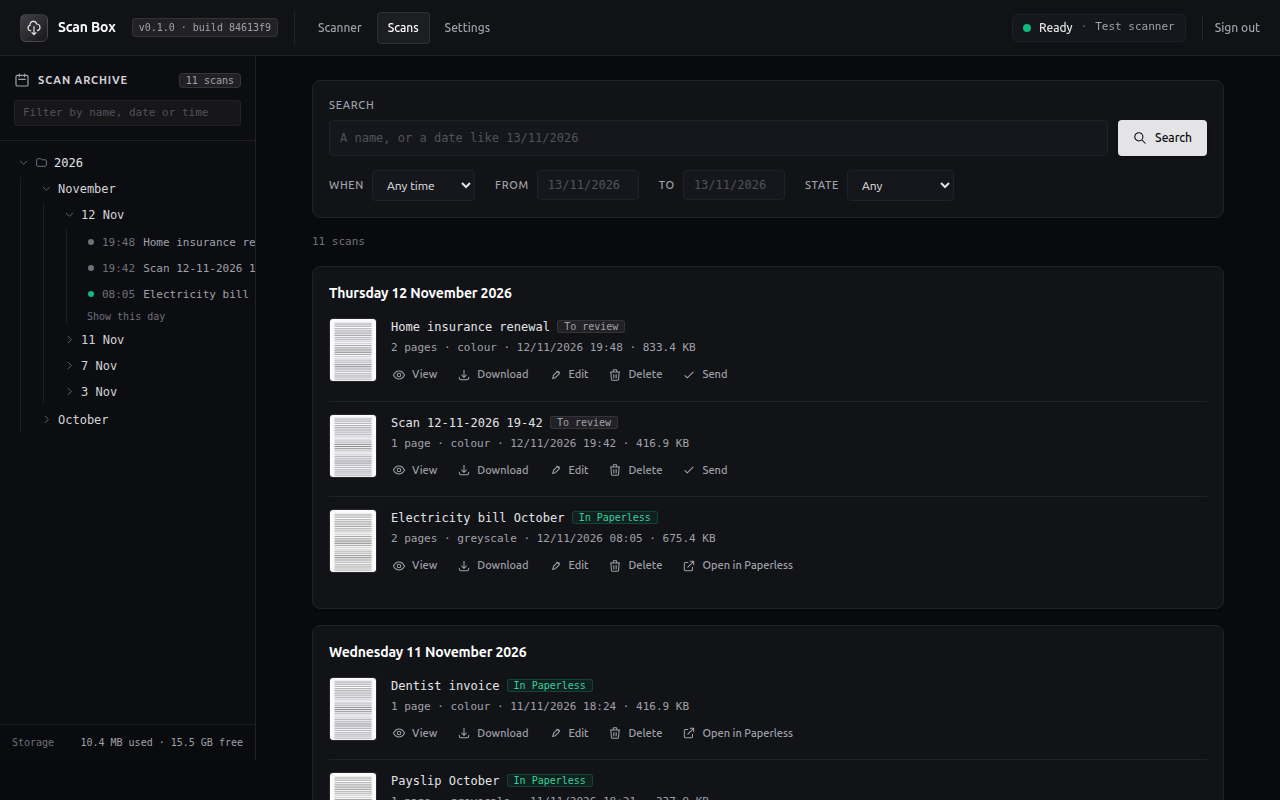 Scan Box v0.1.0 · build 84613f9 Scanner Scans Settings Ready · Test scanner Sign out
SCAN ARCHIVE 11 scans
Filter by name, date or time
2026
November
12 Nov
19:48 Home insurance re
19:42 Scan 12-11-2026 1
08:05 Electricity bill
Show this day
11 Nov
7 Nov
3 Nov
October
Storage 10.4 MB used · 15.5 GB free
SEARCH
A name, or a date like 13/11/2026 Search
WHEN Any time FROM 13/11/2026 TO 13/11/2026 STATE Any
11 scans
Thursday 12 November 2026
Home insurance renewal To review
2 pages · colour · 12/11/2026 19:48 · 833.4 KB
View Download Edit Delete Send
Scan 12-11-2026 19-42 To review
1 page · colour · 12/11/2026 19:42 · 416.9 KB
View Download Edit Delete Send
Electricity bill October In Paperless
2 pages · greyscale · 12/11/2026 08:05 · 675.4 KB
View Download Edit Delete Open in Paperless
Wednesday 11 November 2026
Dentist invoice In Paperless
1 page · colour · 11/11/2026 18:24 · 416.9 KB
View Download Edit Delete Open in Paperless
Payslip October In Paperless